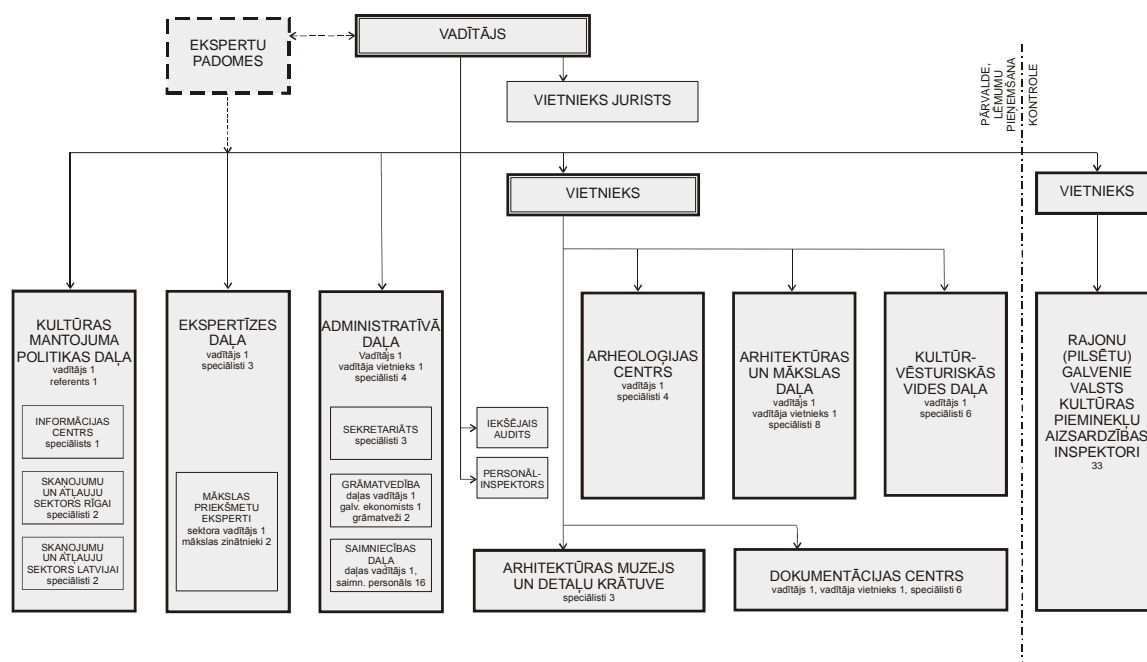 VADĪTĀJS
EKSPERTU
PADOMES
VIETNIEKS JURISTS
PĀRVALDE,
LĒMUMU
PIEŅEMŠANA
KONTROLE
VIETNIEKS
VIETNIEKS
KULTŪRAS
MANTOJUMA
POLITIKAS DAĻA
vadītājs 1
referents 1
INFORMĀCIJAS
CENTRS
speciālists 1
SKAŅOJUMU
UN ATĻAUJU
SEKTORS RĪGAI
speciālisti 2
SKAŅOJUMU
UN ATĻAUJU
SEKTORS LATVIJAI
speciālisti 2
EKSPERTĪZES
DAĻA
vadītājs 1
speciālisti 3
MĀKSLAS
PRIEKŠMETU
EKSPERTI
sektora vadītājs 1
mākslas zinātnieki 2
ADMINISTRATĪVĀ
DAĻA
Vadītājs 1
vadītāja vietnieks 1
speciālisti 4
SEKRETARIĀTS
speciālisti 3
GRĀMATVEDĪBA
daļas vadītājs 1
galv. ekonomists 1
grāmatveži 2
SAIMNIECĪBAS
DAĻA
daļas vadītājs 1,
saimn. personāls 16
IEKŠĒJAIS
AUDITS
PERSONĀL-
INSPEKTORS
ARHEOLOĢIJAS
CENTRS
vadītājs 1
speciālisti 4
ARHITEKTŪRAS
UN MĀKSLAS
DAĻA
vadītājs 1
vadītāja vietnieks 1
speciālisti 8
KULTŪR-
VĒSTURISKĀS
VIDES DAĻA
vadītājs 1
speciālisti 6
RAJONU
(PILSĒTU)
GALVENIE
VALSTS
KULTŪRAS
PIEMINEKĻU
AIZSARDZĪBAS
INSPEKTORI
33
ARHITEKTŪRAS MUZEJS
UN DETAĻU KRĀTUVE
speciālisti 3
DOKUMENTĀCIJAS CENTRS
vadītājs 1, vadītāja vietnieks 1, speciālisti 6